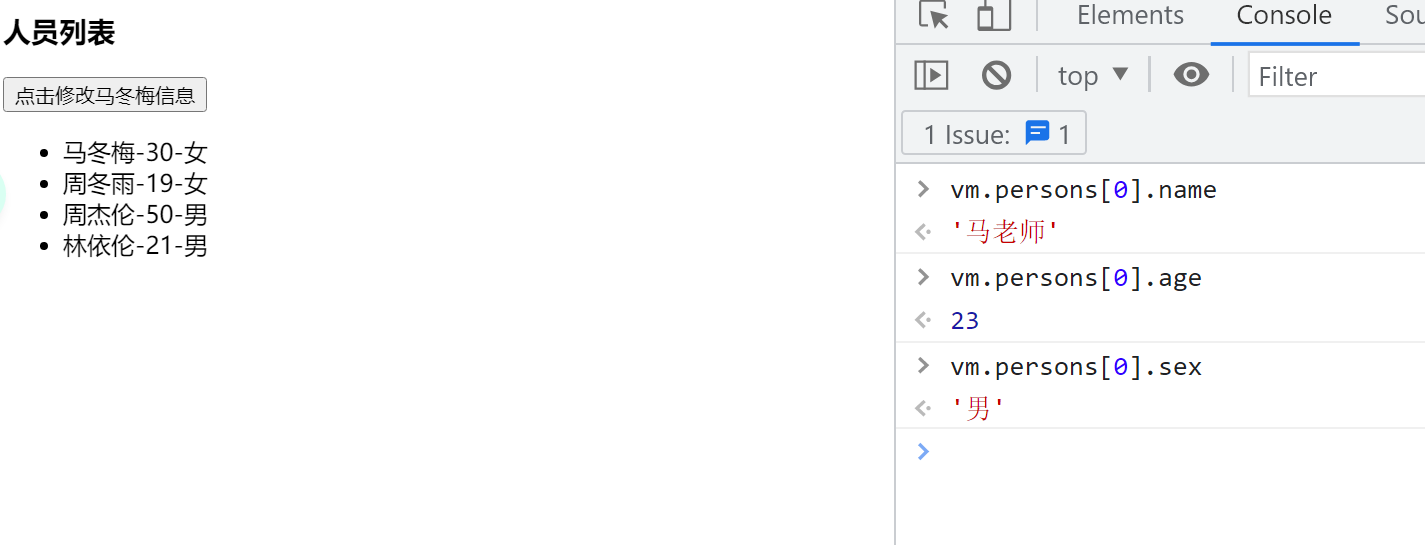 人员列表
点击修改马冬梅信息
马冬梅-30-女
周冬雨-19-女
周杰伦-50-男
林依伦-21-男
Elements Console Sou
top Filter
1 Issue: 1
vm.persons[0].name
'马老师'
vm.persons[0].age
23
vm.persons[0].sex
'男'